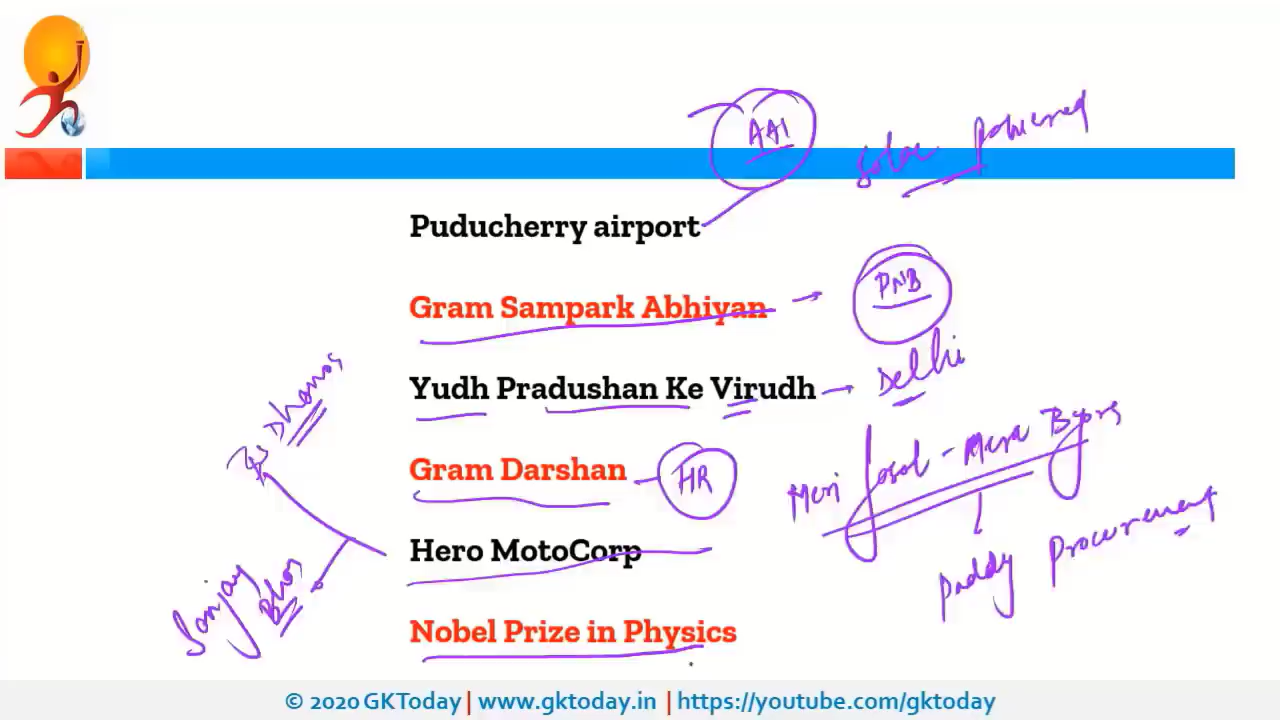 AAI
Solar powered
Puducherry airport
Gram Sampark Abhiyan
PNB
Yudh Pradushan Ke Virudh
Delhi
Gram Darshan
HR
Meri fasal - Mera Byora
Paddy Procurement
Hero MotoCorp
Dhanas
Sanjay
Bhan
Nobel Prize in Physics
© 2020 GKToday | www.gktoday.in | https://youtube.com/gktoday